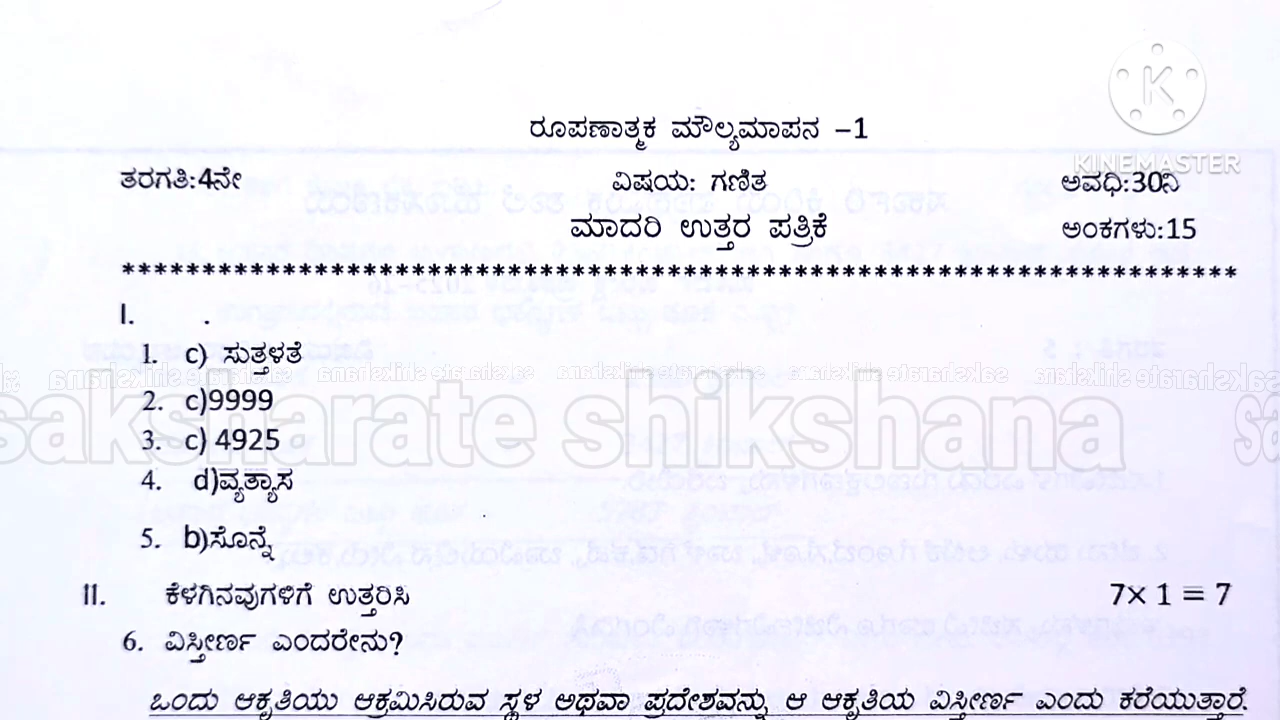 K
KINEMASTER
ರೂಪಣಾತ್ಮಕ ಮೌಲ್ಯಮಾಪನ –1
ತರಗತಿ:4ನೇ ವಿಷಯ: ಗಣಿತ ಅವಧಿ:30ನಿ
ಮಾದರಿ ಉತ್ತರ ಪತ್ರಿಕೆ ಅಂಕಗಳು:15
**********************************************************************
I. .
1. c) ಸುತ್ತಳತೆ
2. c)9999
3. c) 4925
4. d)ವ್ಯತ್ಯಾಸ
5. b)ಸೊನ್ನೆ
saksharate shikshana
II. ಕೆಳಗಿನವುಗಳಿಗೆ ಉತ್ತರಿಸಿ 7× 1 = 7
6. ವಿಸ್ತೀರ್ಣ ಎಂದರೇನು?
ಒಂದು ಆಕೃತಿಯು ಆಕ್ರಮಿಸಿರುವ ಸ್ಥಳ ಅಥವಾ ಪ್ರದೇಶವನ್ನು ಆ ಆಕೃತಿಯ ವಿಸ್ತೀರ್ಣ ಎಂದು ಕರೆಯುತ್ತಾರೆ.